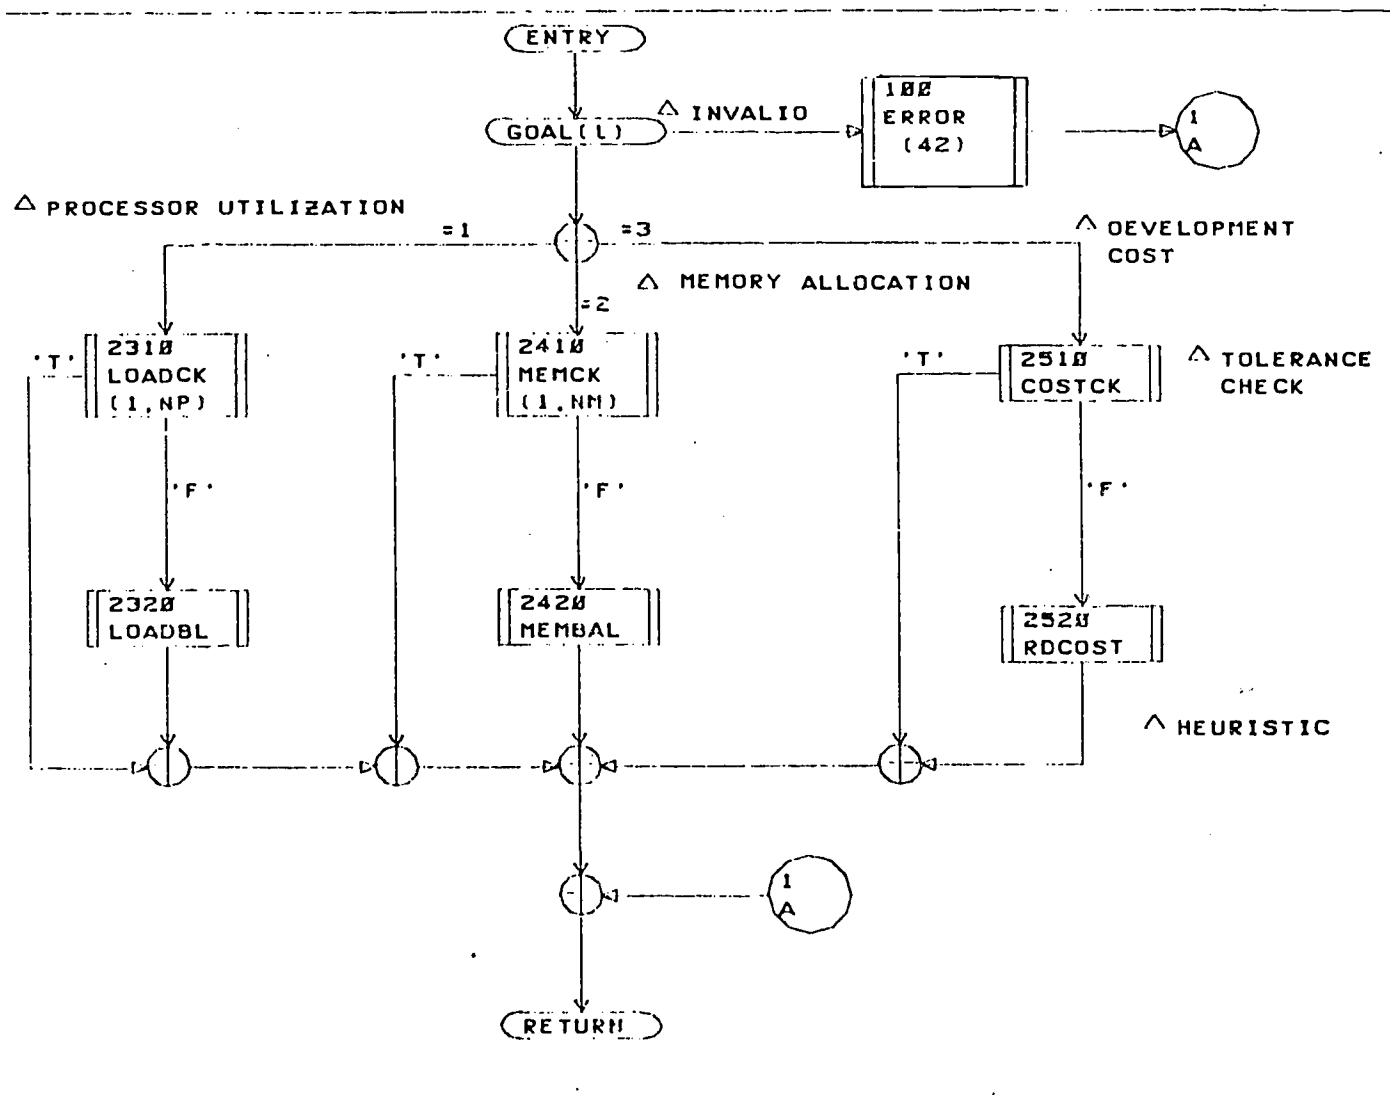 ENTRY
GOAL(L)
△ INVALID
100
ERROR
(42)
1
A
△ PROCESSOR UTILIZATION
=1
=3
△ DEVELOPMENT
COST
△ MEMORY ALLOCATION
=2
'T'
2310
LOADCK
(1,NP)
'T'
2410
MEMCK
(1,NM)
'T'
2510
COSTCK
△ TOLERANCE
CHECK
'F'
'F'
'F'
2320
LOADBL
2420
MEMBAL
2520
RDCOST
△ HEURISTIC
1
A
RETURN